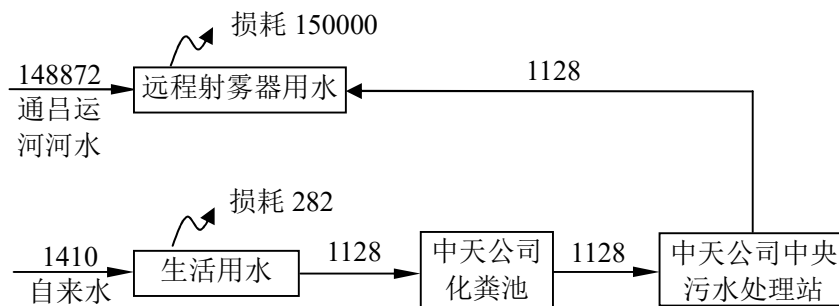 损耗 150000
148872
远程射雾器用水
1128
通吕运
河河水
损耗 282
1410
自来水
生活用水
1128
中天公司
化粪池
1128
中天公司中央
污水处理站